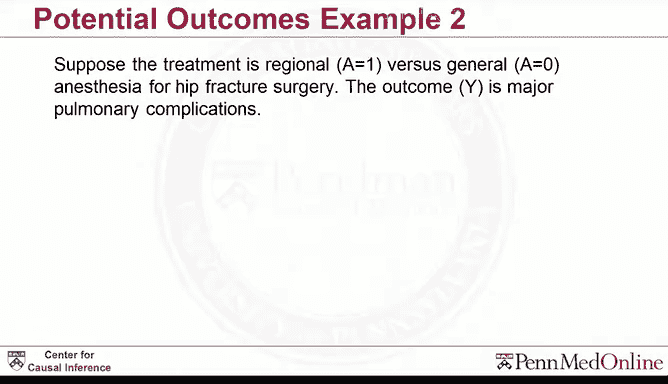 Potential Outcomes Example 2
Suppose the treatment is regional (A=1) versus general (A=0)
anesthesia for hip fracture surgery. The outcome (Y) is major
pulmonary complications.
Center for
Causal Inference
PennMedOnline